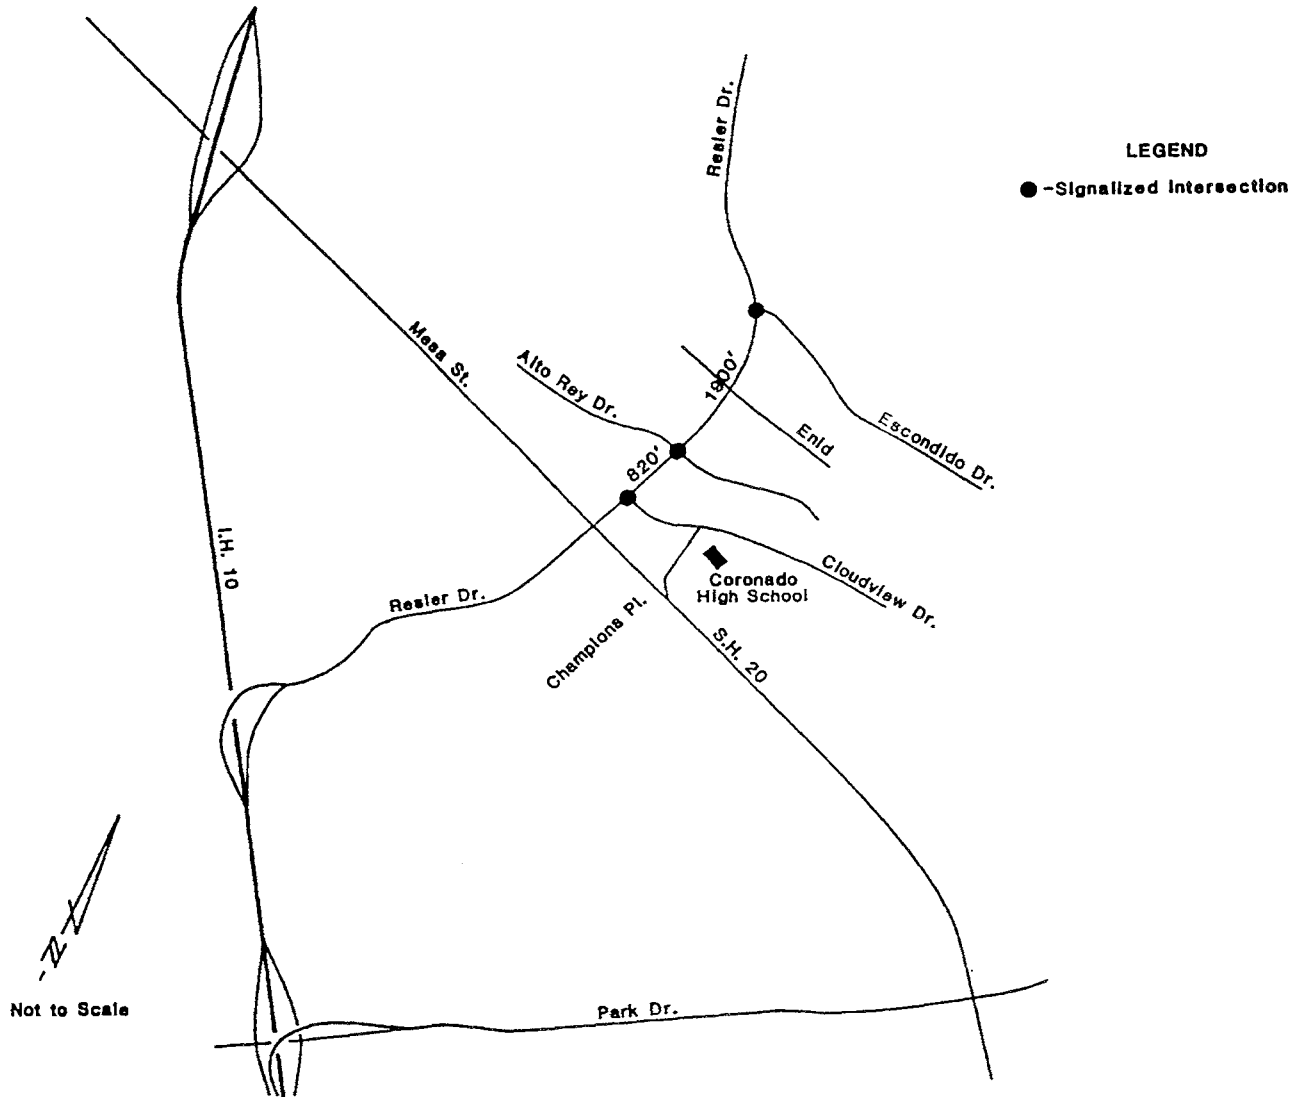 Resler Dr.
LEGEND
-Signalized Intersection
Mesa St.
Alto Rey Dr.
1900'
Enid
Escondido Dr.
820'
I.H. 10
Resler Dr.
Coronado
High School
Cloudview Dr.
Champions Pl.
S.H. 20
N
Not to Scale
Park Dr.